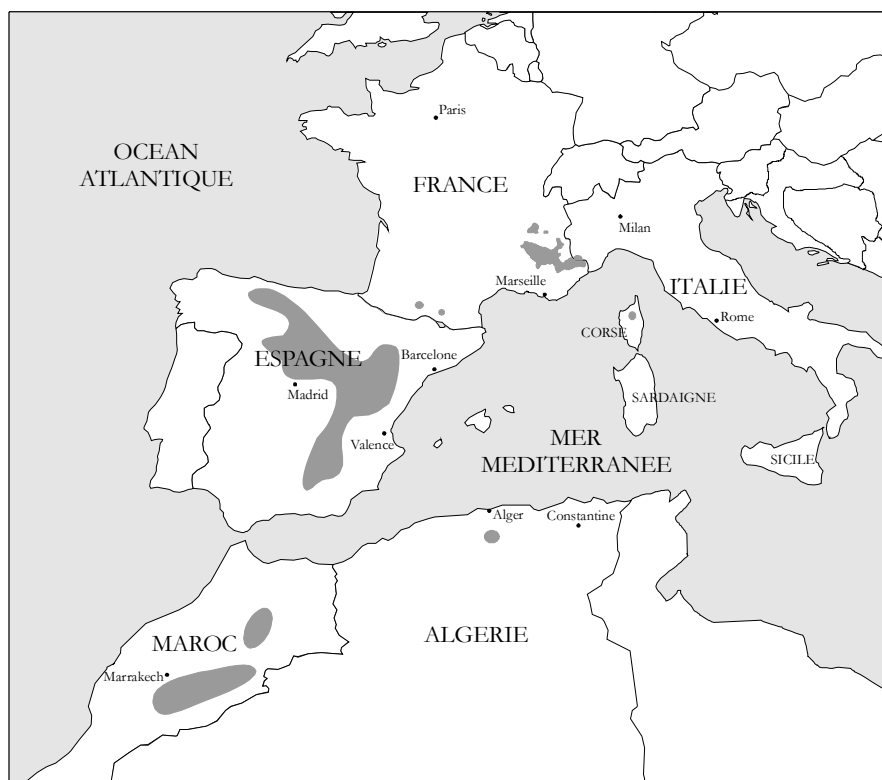 Paris
OCEAN
ATLANTIQUE
FRANCE
Milan
Marseille
ITALIE
Rome
CORSE
ESPAGNE
Barcelone
Madrid
SARDAIGNE
Valence
MER
MEDITERRANEE
SICILE
Alger
Constantine
MAROC
ALGERIE
Marrakech